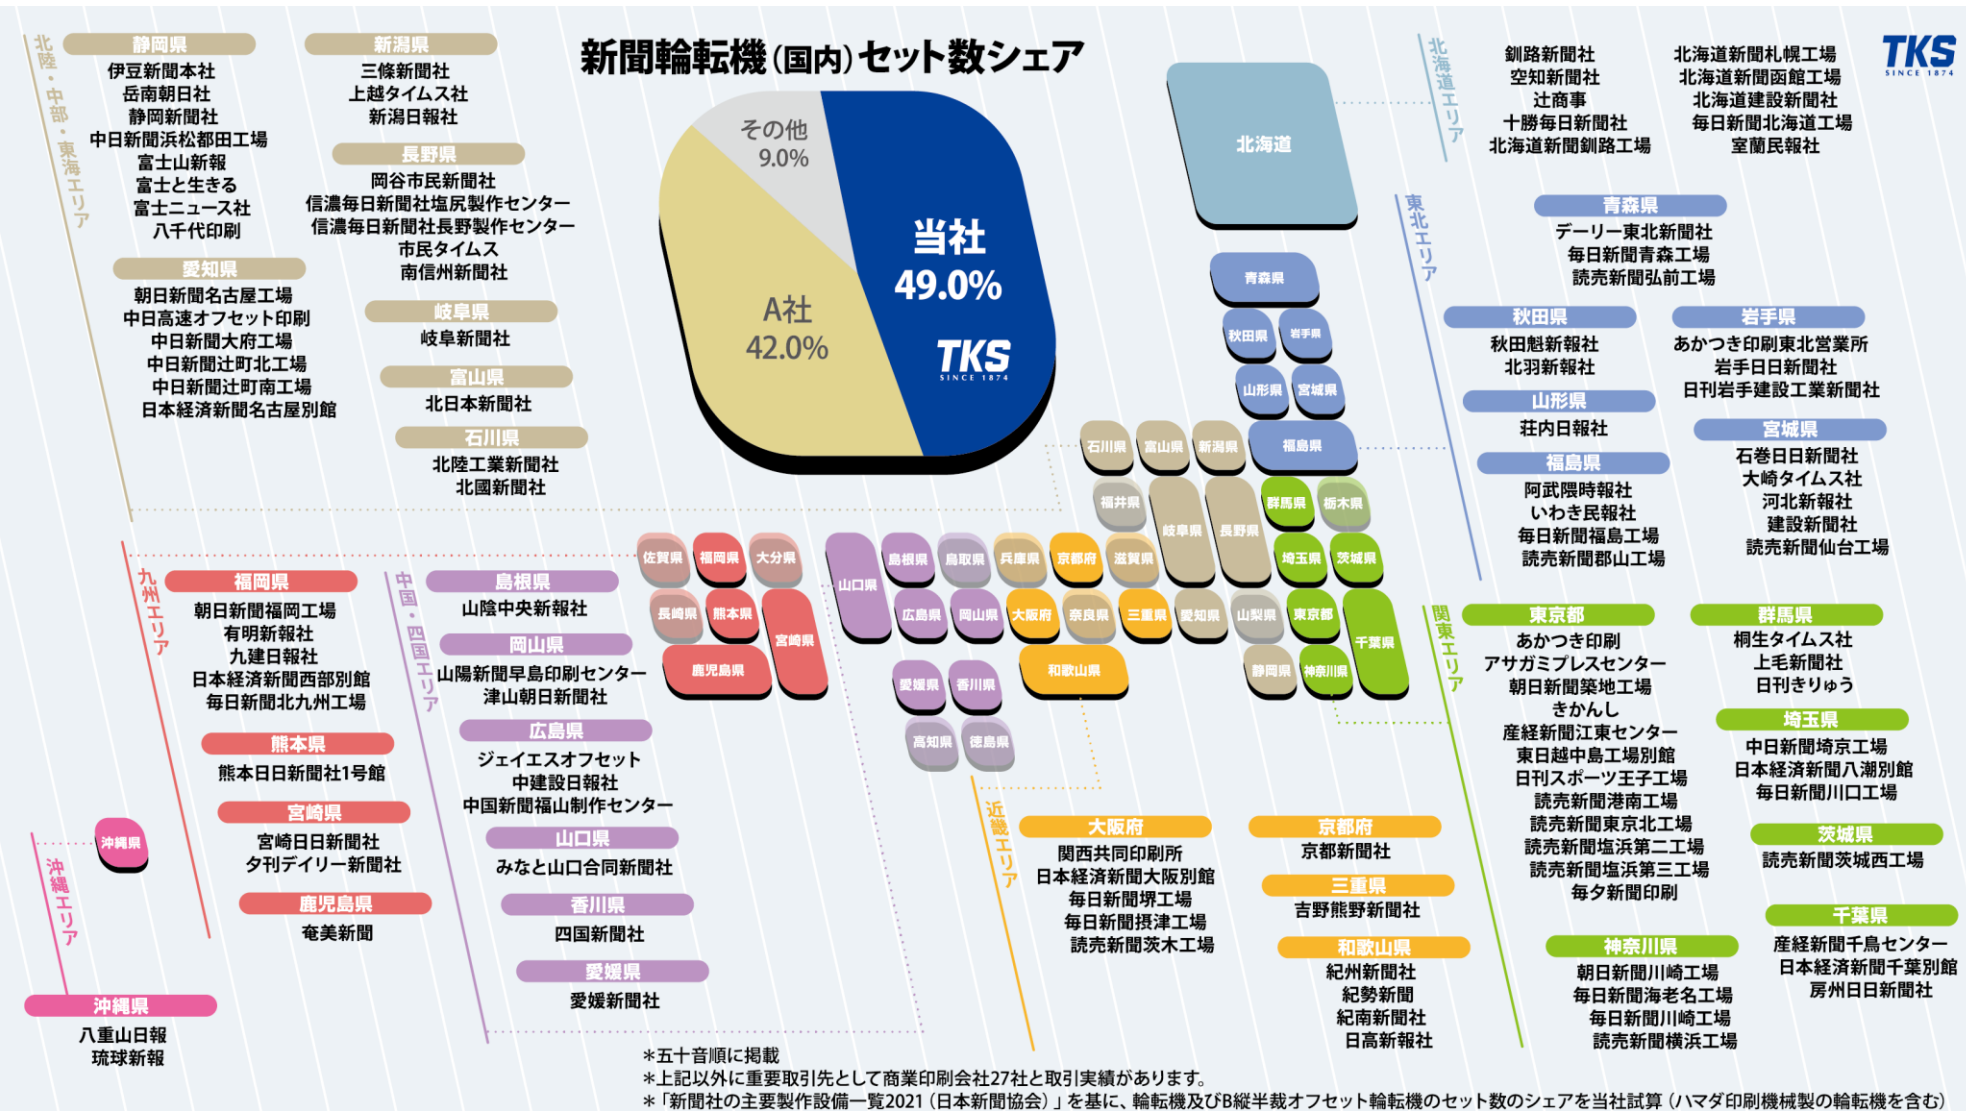 新聞輪転機(国内)セット数シェア
その他
9.0%
当社
49.0%
TKS
SINCE 1874
A社
42.0%
TKS
SINCE 1874
北陸・中部・東海エリア
静岡県
伊豆新聞本社
岳南朝日社
静岡新聞社
中日新聞浜松都田工場
富士山新報
富士と生きる
富士ニュース社
八千代印刷
愛知県
朝日新聞名古屋工場
中日高速オフセット印刷
中日新聞大府工場
中日新聞辻町北工場
中日新聞辻町南工場
日本経済新聞名古屋別館
新潟県
三條新聞社
上越タイムス社
新潟日報社
長野県
岡谷市民新聞社
信濃毎日新聞社塩尻製作センター
信濃毎日新聞社長野製作センター
市民タイムス
南信州新聞社
岐阜県
岐阜新聞社
富山県
北日本新聞社
石川県
北陸工業新聞社
北國新聞社
北海道エリア
釧路新聞社
空知新聞社
辻商事
十勝毎日新聞社
北海道新聞釧路工場
北海道新聞札幌工場
北海道新聞函館工場
北海道建設新聞社
毎日新聞北海道工場
室蘭民報社
東北エリア
青森県
デーリー東北新聞社
毎日新聞青森工場
読売新聞弘前工場
秋田県
秋田魁新報社
北羽新報社
山形県
荘内日報社
福島県
阿武隈時報社
いわき民報社
毎日新聞福島工場
読売新聞郡山工場
岩手県
あかつき印刷東北営業所
岩手日日新聞社
日刊岩手建設工業新聞社
宮城県
石巻日日新聞社
大崎タイムス社
河北新報社
建設新聞社
読売新聞仙台工場
北海道
青森県
秋田県
岩手県
山形県
宮城県
石川県
富山県
新潟県
福島県
福井県
岐阜県
長野県
群馬県
栃木県
佐賀県
福岡県
大分県
山口県
島根県
鳥取県
兵庫県
京都府
滋賀県
埼玉県
茨城県
長崎県
熊本県
宮崎県
広島県
岡山県
大阪府
奈良県
三重県
愛知県
山梨県
東京都
千葉県
鹿児島県
愛媛県
香川県
和歌山県
静岡県
神奈川県
高知県
徳島県
沖縄県
九州エリア
福岡県
朝日新聞福岡工場
有明新報社
九建日報社
日本経済新聞西部別館
毎日新聞北九州工場
熊本県
熊本日日新聞社1号館
宮崎県
宮崎日日新聞社
夕刊デイリー新聞社
鹿児島県
奄美新聞
沖縄エリア
沖縄県
八重山日報
琉球新報
中国・四国エリア
島根県
山陰中央新報社
岡山県
山陽新聞早島印刷センター
津山朝日新聞社
広島県
ジェイエスオフセット
中建設日報社
中国新聞福山制作センター
山口県
みなと山口合同新聞社
香川県
四国新聞社
愛媛県
愛媛新聞社
近畿エリア
大阪府
関西共同印刷所
日本経済新聞大阪別館
毎日新聞堺工場
毎日新聞摂津工場
読売新聞茨木工場
京都府
京都新聞社
三重県
吉野熊野新聞社
和歌山県
紀州新聞社
紀勢新聞
紀南新聞社
日高新報社
関東エリア
東京都
あかつき印刷
アサガミプレスセンター
朝日新聞築地工場
きかんし
産経新聞江東センター
東日越中島工場別館
日刊スポーツ王子工場
読売新聞港南工場
読売新聞東京北工場
読売新聞塩浜第二工場
読売新聞塩浜第三工場
毎夕新聞印刷
神奈川県
朝日新聞川崎工場
毎日新聞海老名工場
毎日新聞川崎工場
読売新聞横浜工場
群馬県
桐生タイムス社
上毛新聞社
日刊きりゅう
埼玉県
中日新聞埼京工場
日本経済新聞八潮別館
毎日新聞川口工場
茨城県
読売新聞茨城西工場
千葉県
産経新聞千鳥センター
日本経済新聞千葉別館
房州日日新聞社
＊五十音順に掲載
＊上記以外に重要取引先として商業印刷会社27社と取引実績があります。
＊「新聞社の主要製作設備一覧2021(日本新聞協会)」を基に、輪転機及びB縦半裁オフセット輪転機のセット数のシェアを当社試算(ハマダ印刷機械製の輪転機を含む)